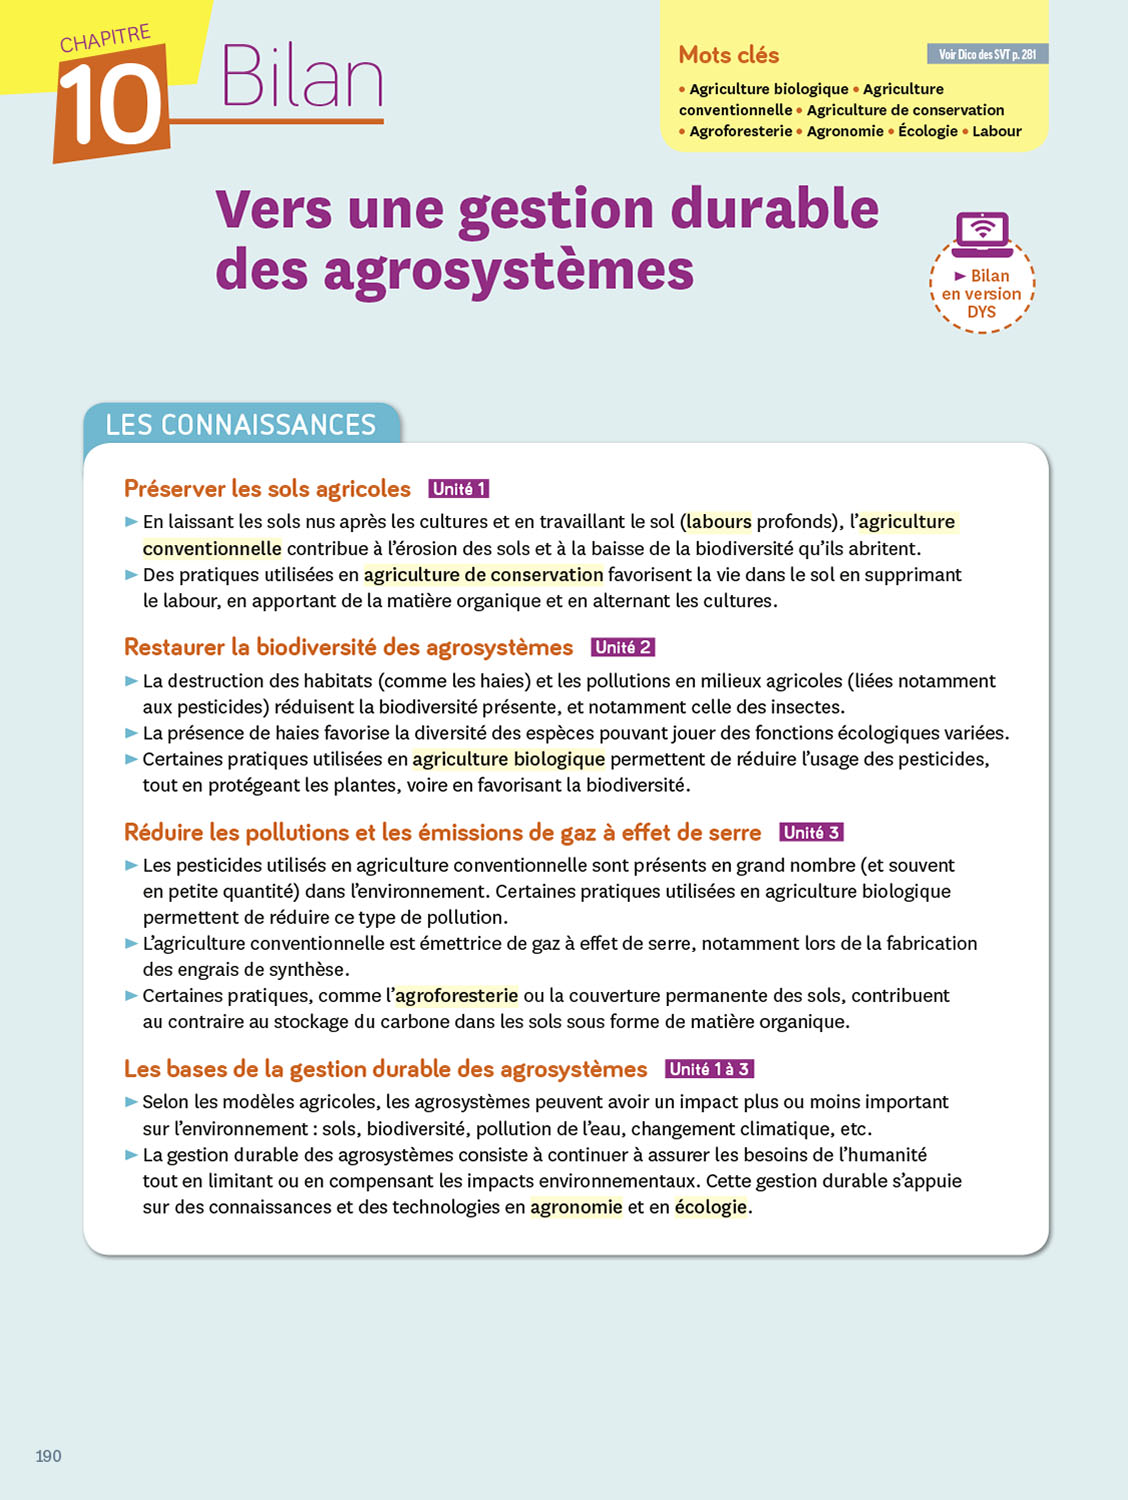 CHAPITRE
10
Bilan
Mots clés
Voir Dico des SVT p. 281
• Agriculture biologique • Agriculture
conventionnelle • Agriculture de conservation
• Agroforesterie • Agronomie • Écologie • Labour
Vers une gestion durable
des agrosystèmes
► Bilan
en version
DYS
LES CONNAISSANCES
Préserver les sols agricoles Unité 1
► En laissant les sols nus après les cultures et en travaillant le sol (labours profonds), l’agriculture
conventionnelle contribue à l’érosion des sols et à la baisse de la biodiversité qu’ils abritent.
► Des pratiques utilisées en agriculture de conservation favorisent la vie dans le sol en supprimant
le labour, en apportant de la matière organique et en alternant les cultures.
Restaurer la biodiversité des agrosystèmes Unité 2
► La destruction des habitats (comme les haies) et les pollutions en milieux agricoles (liées notamment
aux pesticides) réduisent la biodiversité présente, et notamment celle des insectes.
► La présence de haies favorise la diversité des espèces pouvant jouer des fonctions écologiques variées.
► Certaines pratiques utilisées en agriculture biologique permettent de réduire l’usage des pesticides,
tout en protégeant les plantes, voire en favorisant la biodiversité.
Réduire les pollutions et les émissions de gaz à effet de serre Unité 3
► Les pesticides utilisés en agriculture conventionnelle sont présents en grand nombre (et souvent
en petite quantité) dans l’environnement. Certaines pratiques utilisées en agriculture biologique
permettent de réduire ce type de pollution.
► L’agriculture conventionnelle est émettrice de gaz à effet de serre, notamment lors de la fabrication
des engrais de synthèse.
► Certaines pratiques, comme l’agroforesterie ou la couverture permanente des sols, contribuent
au contraire au stockage du carbone dans les sols sous forme de matière organique.
Les bases de la gestion durable des agrosystèmes Unité 1 à 3
► Selon les modèles agricoles, les agrosystèmes peuvent avoir un impact plus ou moins important
sur l’environnement : sols, biodiversité, pollution de l’eau, changement climatique, etc.
► La gestion durable des agrosystèmes consiste à continuer à assurer les besoins de l’humanité
tout en limitant ou en compensant les impacts environnementaux. Cette gestion durable s’appuie
sur des connaissances et des technologies en agronomie et en écologie.
190